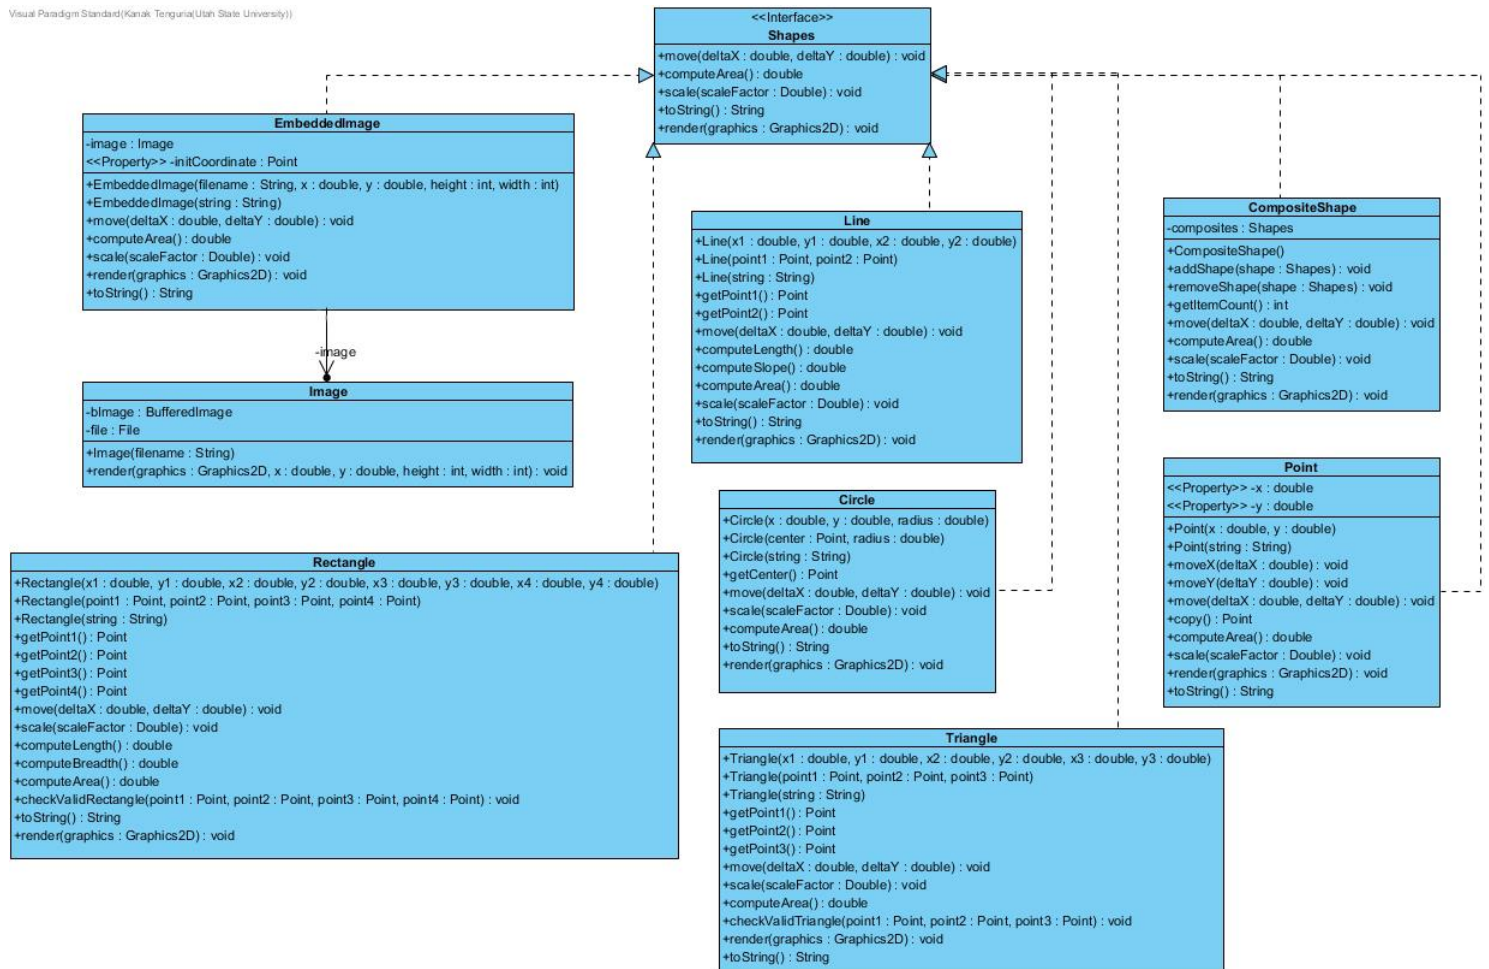 Visual Paradigm Standard(Kanak Tenguria(Utah State University))
<<Interface>>
Shapes
+move(deltaX : double, deltaY : double) : void
+computeArea() : double
+scale(scaleFactor : Double) : void
+toString() : String
+render(graphics : Graphics2D) : void
EmbeddedImage
-image : Image
<<Property>> -initCoordinate : Point
+EmbeddedImage(filename : String, x : double, y : double, height : int, width : int)
+EmbeddedImage(string : String)
+move(deltaX : double, deltaY : double) : void
+computeArea() : double
+scale(scaleFactor : Double) : void
+render(graphics : Graphics2D) : void
+toString() : String
-image
Image
-bImage : BufferedImage
-file : File
+Image(filename : String)
+render(graphics : Graphics2D, x : double, y : double, height : int, width : int) : void
Line
+Line(x1 : double, y1 : double, x2 : double, y2 : double)
+Line(point1 : Point, point2 : Point)
+Line(string : String)
+getPoint1() : Point
+getPoint2() : Point
+move(deltaX : double, deltaY : double) : void
+computeLength() : double
+computeSlope() : double
+computeArea() : double
+scale(scaleFactor : Double) : void
+toString() : String
+render(graphics : Graphics2D) : void
CompositeShape
-composites : Shapes
+CompositeShape()
+addShape(shape : Shapes) : void
+removeShape(shape : Shapes) : void
+getItemCount() : int
+move(deltaX : double, deltaY : double) : void
+computeArea() : double
+scale(scaleFactor : Double) : void
+toString() : String
+render(graphics : Graphics2D) : void
Point
<<Property>> -x : double
<<Property>> -y : double
+Point(x : double, y : double)
+Point(string : String)
+moveX(deltaX : double) : void
+moveY(deltaY : double) : void
+move(deltaX : double, deltaY : double) : void
+copy() : Point
+computeArea() : double
+scale(scaleFactor : Double) : void
+render(graphics : Graphics2D) : void
+toString() : String
Circle
+Circle(x : double, y : double, radius : double)
+Circle(center : Point, radius : double)
+Circle(string : String)
+getCenter() : Point
+move(deltaX : double, deltaY : double) : void
+scale(scaleFactor : Double) : void
+computeArea() : double
+toString() : String
+render(graphics : Graphics2D) : void
Rectangle
+Rectangle(x1 : double, y1 : double, x2 : double, y2 : double, x3 : double, y3 : double, x4 : double, y4 : double)
+Rectangle(point1 : Point, point2 : Point, point3 : Point, point4 : Point)
+Rectangle(string : String)
+getPoint1() : Point
+getPoint2() : Point
+getPoint3() : Point
+getPoint4() : Point
+move(deltaX : double, deltaY : double) : void
+scale(scaleFactor : Double) : void
+computeLength() : double
+computeBreadth() : double
+computeArea() : double
+checkValidRectangle(point1 : Point, point2 : Point, point3 : Point, point4 : Point) : void
+toString() : String
+render(graphics : Graphics2D) : void
Triangle
+Triangle(x1 : double, y1 : double, x2 : double, y2 : double, x3 : double, y3 : double)
+Triangle(point1 : Point, point2 : Point, point3 : Point)
+Triangle(string : String)
+getPoint1() : Point
+getPoint2() : Point
+getPoint3() : Point
+move(deltaX : double, deltaY : double) : void
+scale(scaleFactor : Double) : void
+computeArea() : double
+checkValidTriangle(point1 : Point, point2 : Point, point3 : Point) : void
+render(graphics : Graphics2D) : void
+toString() : String